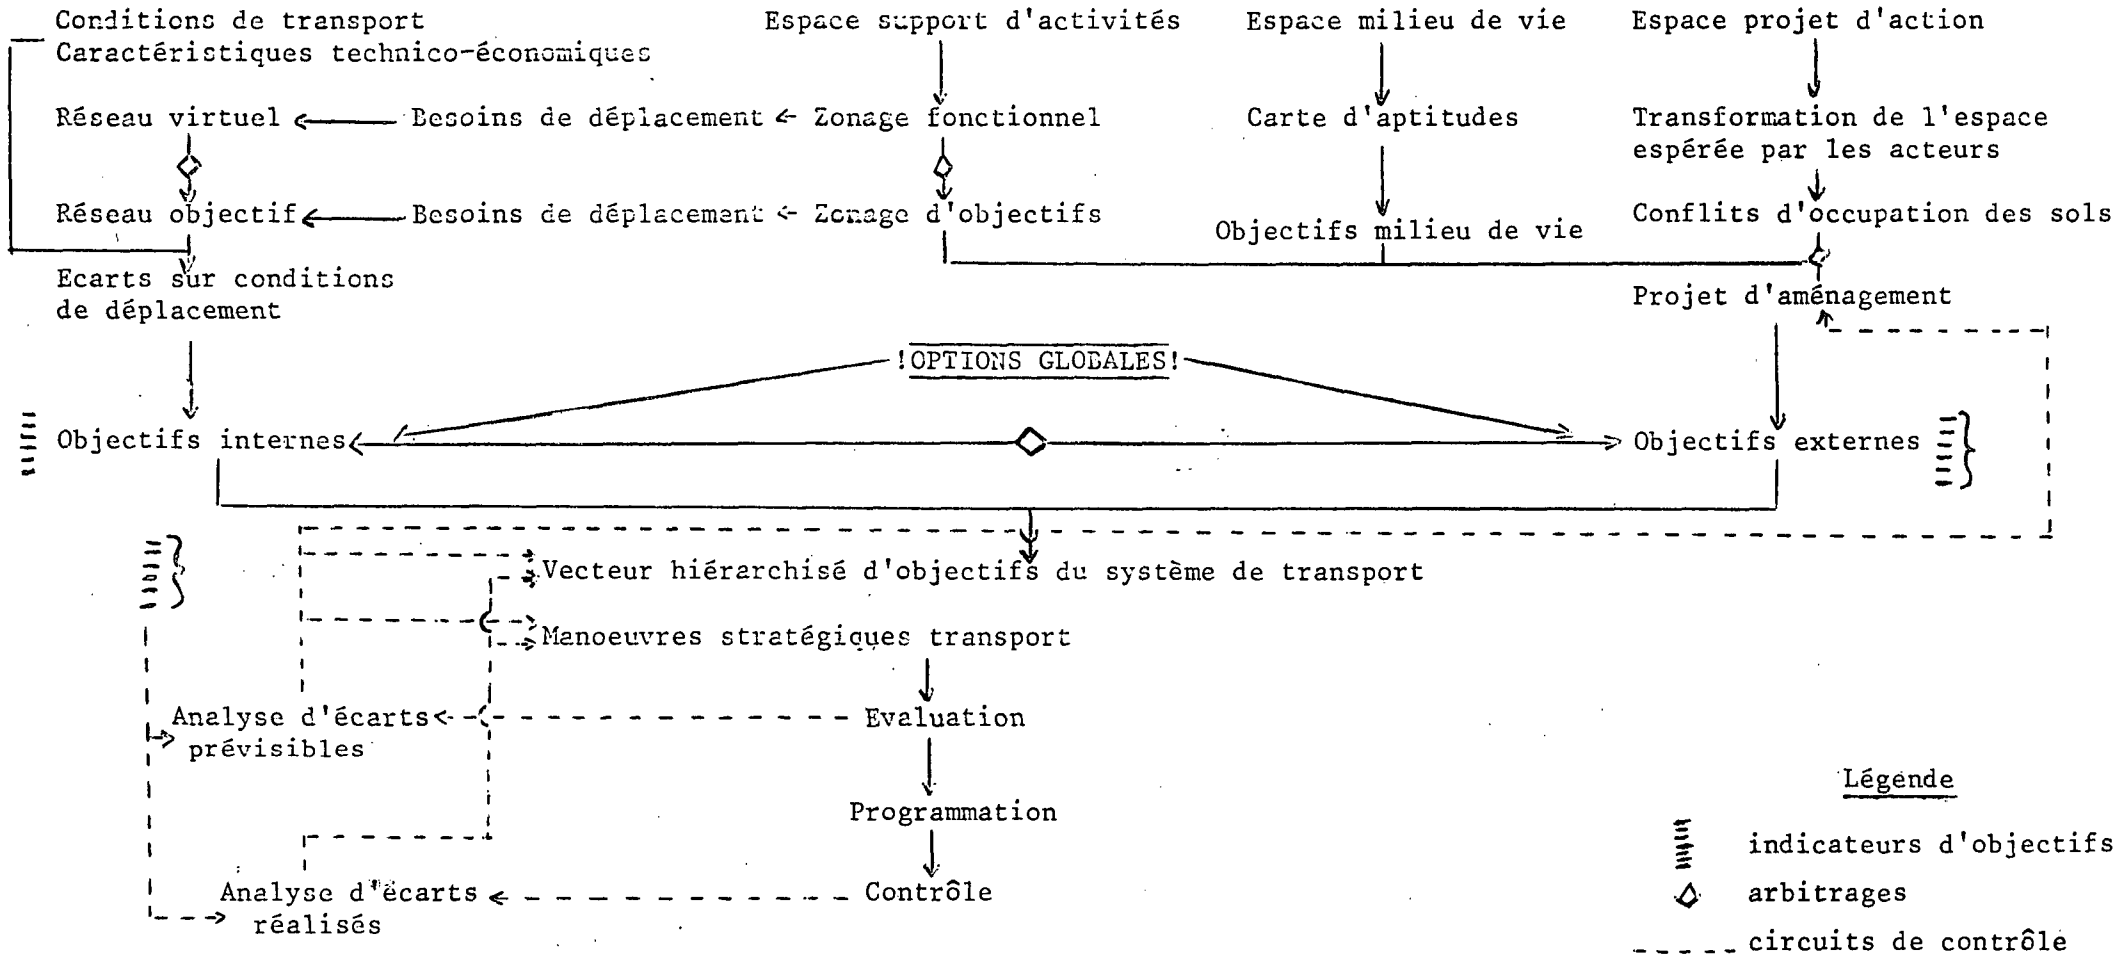 Conditions de transport
Caractéristiques technico-économiques
Espace support d'activités
Espace milieu de vie
Espace projet d'action
Réseau virtuel
Besoins de déplacement
Zonage fonctionnel
Carte d'aptitudes
Transformation de l'espace
espérée par les acteurs
Réseau objectif
Besoins de déplacement
Zonage d'objectifs
Objectifs milieu de vie
Conflits d'occupation des sols
Ecarts sur conditions
de déplacement
Projet d'aménagement
!OPTIONS GLOBALES!
Objectifs internes
Objectifs externes
Vecteur hiérarchisé d'objectifs du système de transport
Manoeuvres stratégiques transport
Analyse d'écarts
prévisibles
Evaluation
Programmation
Analyse d'écarts
réalisés
Contrôle
Légende
indicateurs d'objectifs
arbitrages
circuits de contrôle